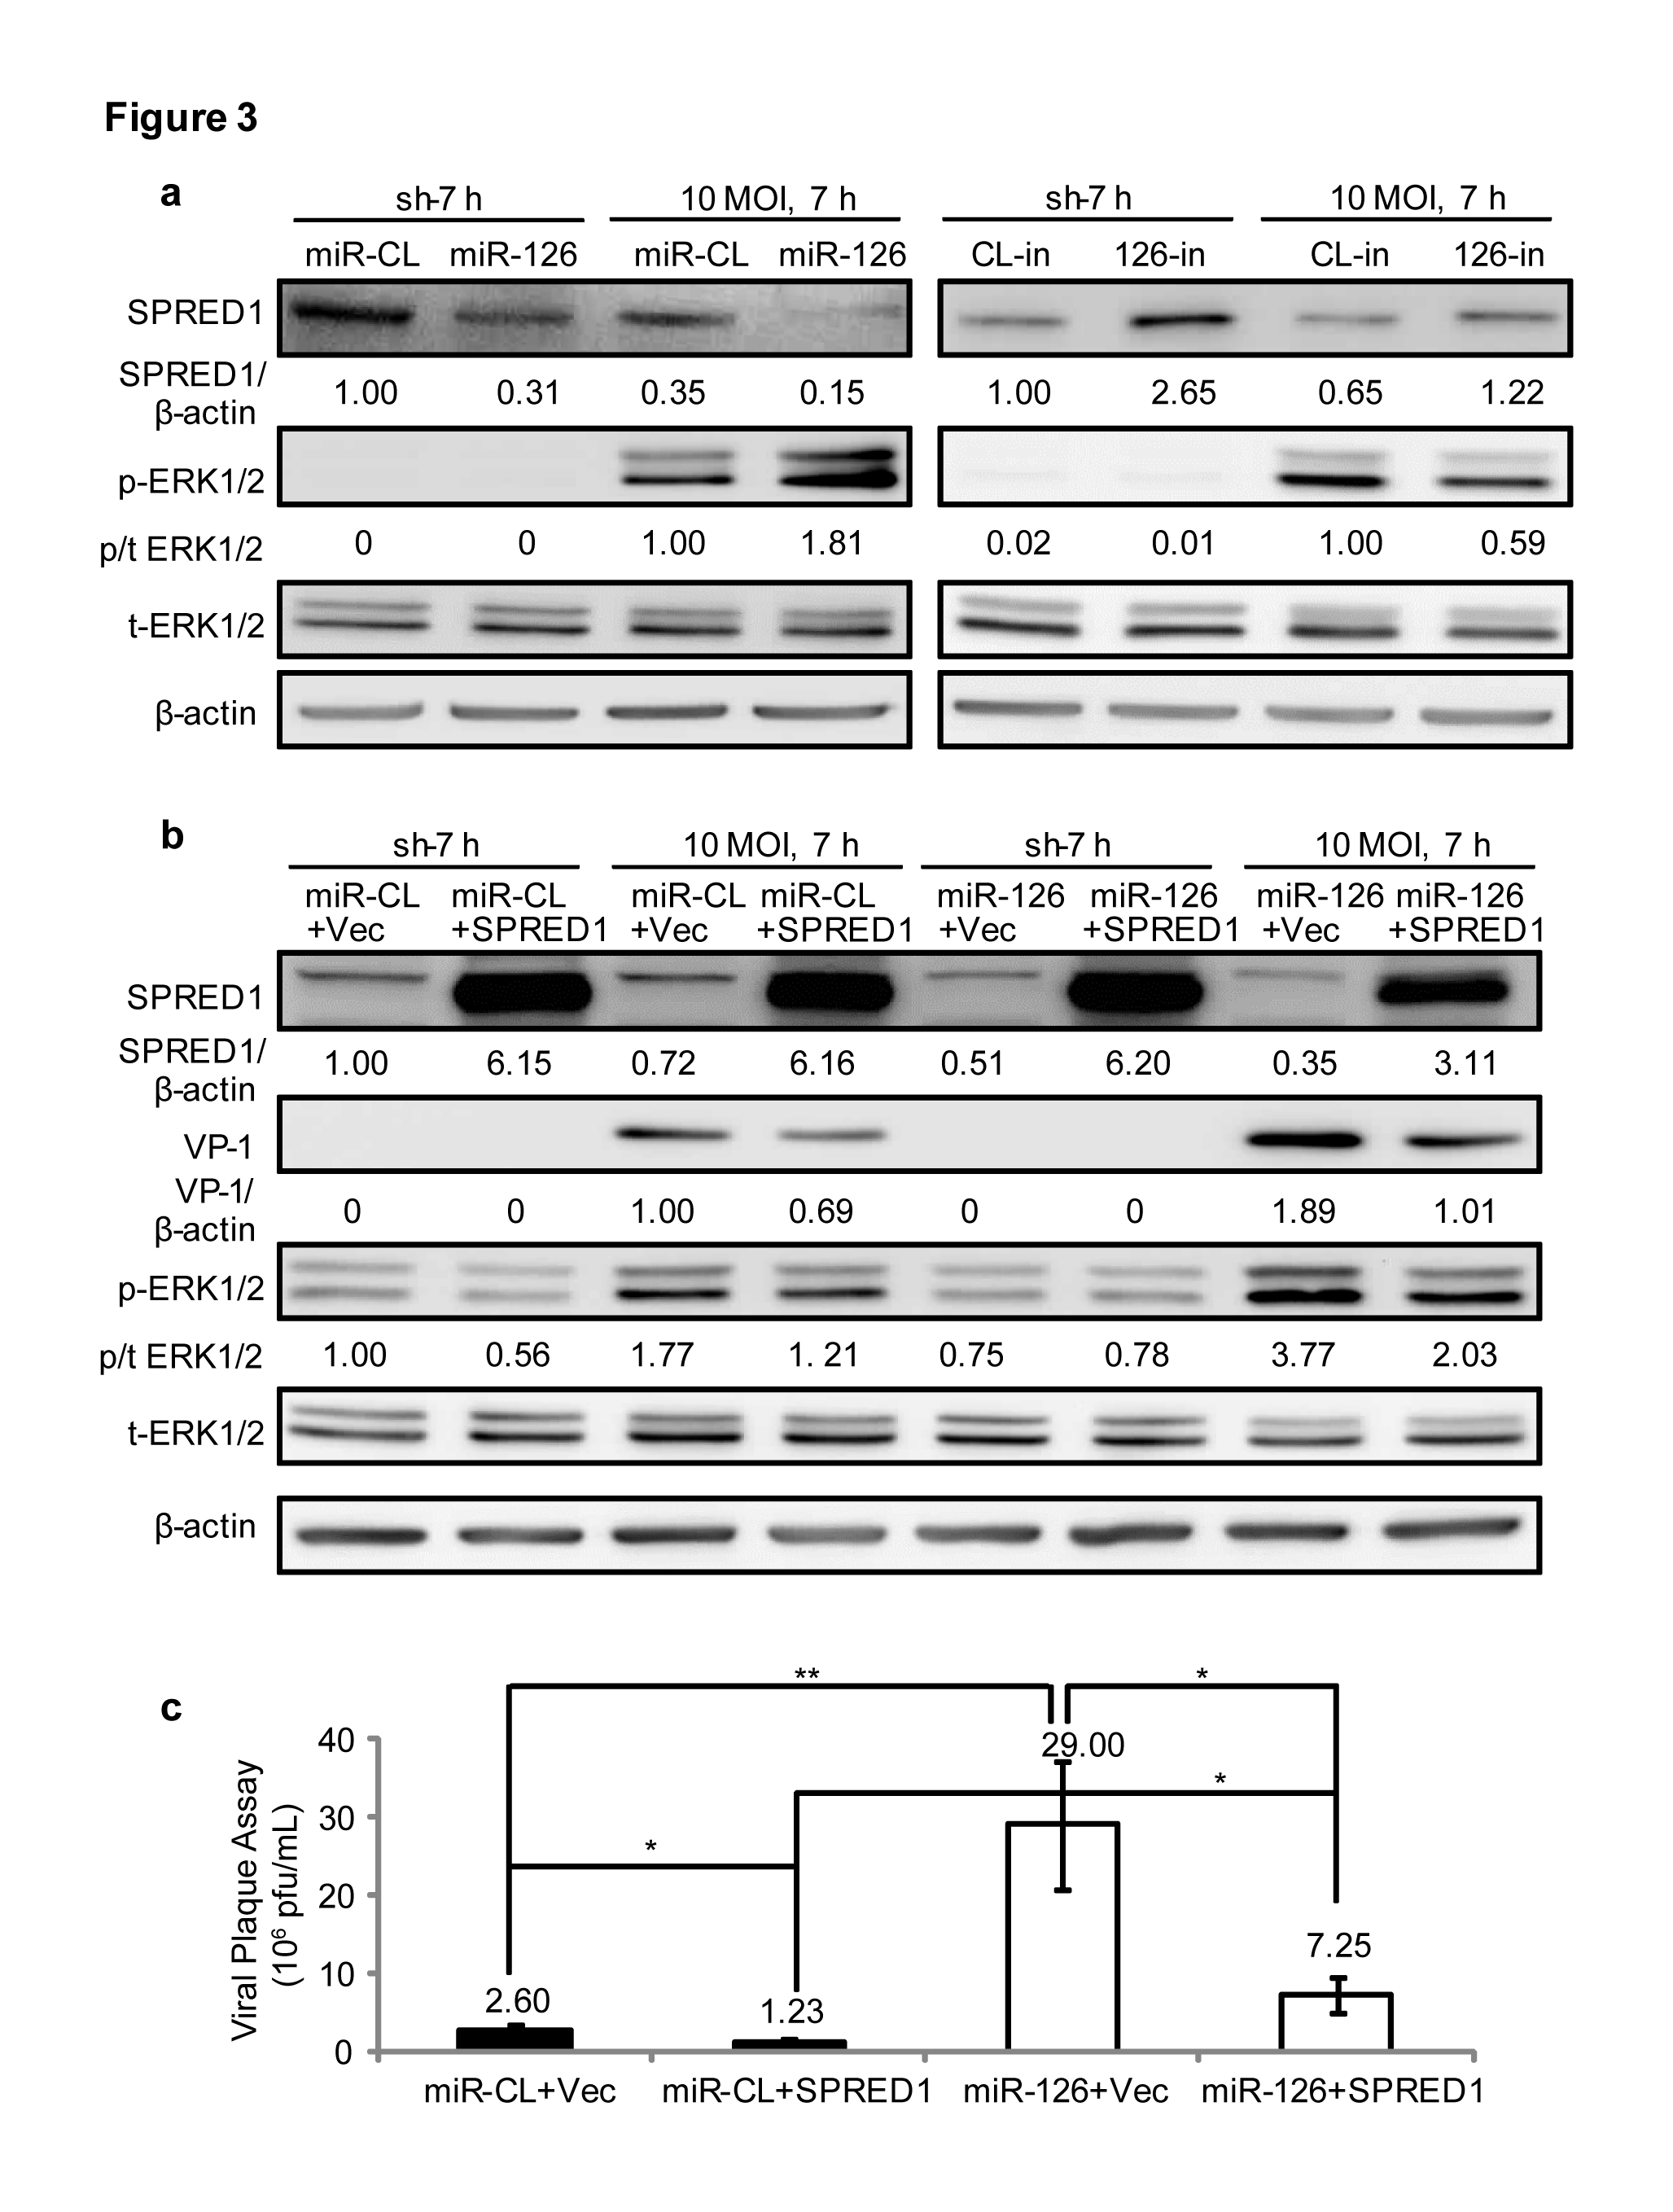 Figure 3
a
sh-7 h 10 MOI, 7 h sh-7 h 10 MOI, 7 h
miR-CL miR-126 miR-CL miR-126 CL-in 126-in CL-in 126-in
SPRED1
SPRED1/
β-actin
1.00 0.31 0.35 0.15 1.00 2.65 0.65 1.22
p-ERK1/2
p/t ERK1/2 0 0 1.00 1.81 0.02 0.01 1.00 0.59
t-ERK1/2
β-actin
b
sh-7 h 10 MOI, 7 h sh-7 h 10 MOI, 7 h
miR-CL miR-CL miR-CL miR-CL miR-126 miR-126 miR-126 miR-126
+Vec +SPRED1 +Vec +SPRED1 +Vec +SPRED1 +Vec +SPRED1
SPRED1
SPRED1/
β-actin
1.00 6.15 0.72 6.16 0.51 6.20 0.35 3.11
VP-1
VP-1/
β-actin
0 0 1.00 0.69 0 0 1.89 1.01
p-ERK1/2
p/t ERK1/2 1.00 0.56 1.77 1. 21 0.75 0.78 3.77 2.03
t-ERK1/2
β-actin
c
** *
29.00
*
*
7.25
2.60
1.23
Viral Plaque Assay
(10⁶ pfu/mL)
40
30
20
10
0
miR-CL+Vec miR-CL+SPRED1 miR-126+Vec miR-126+SPRED1